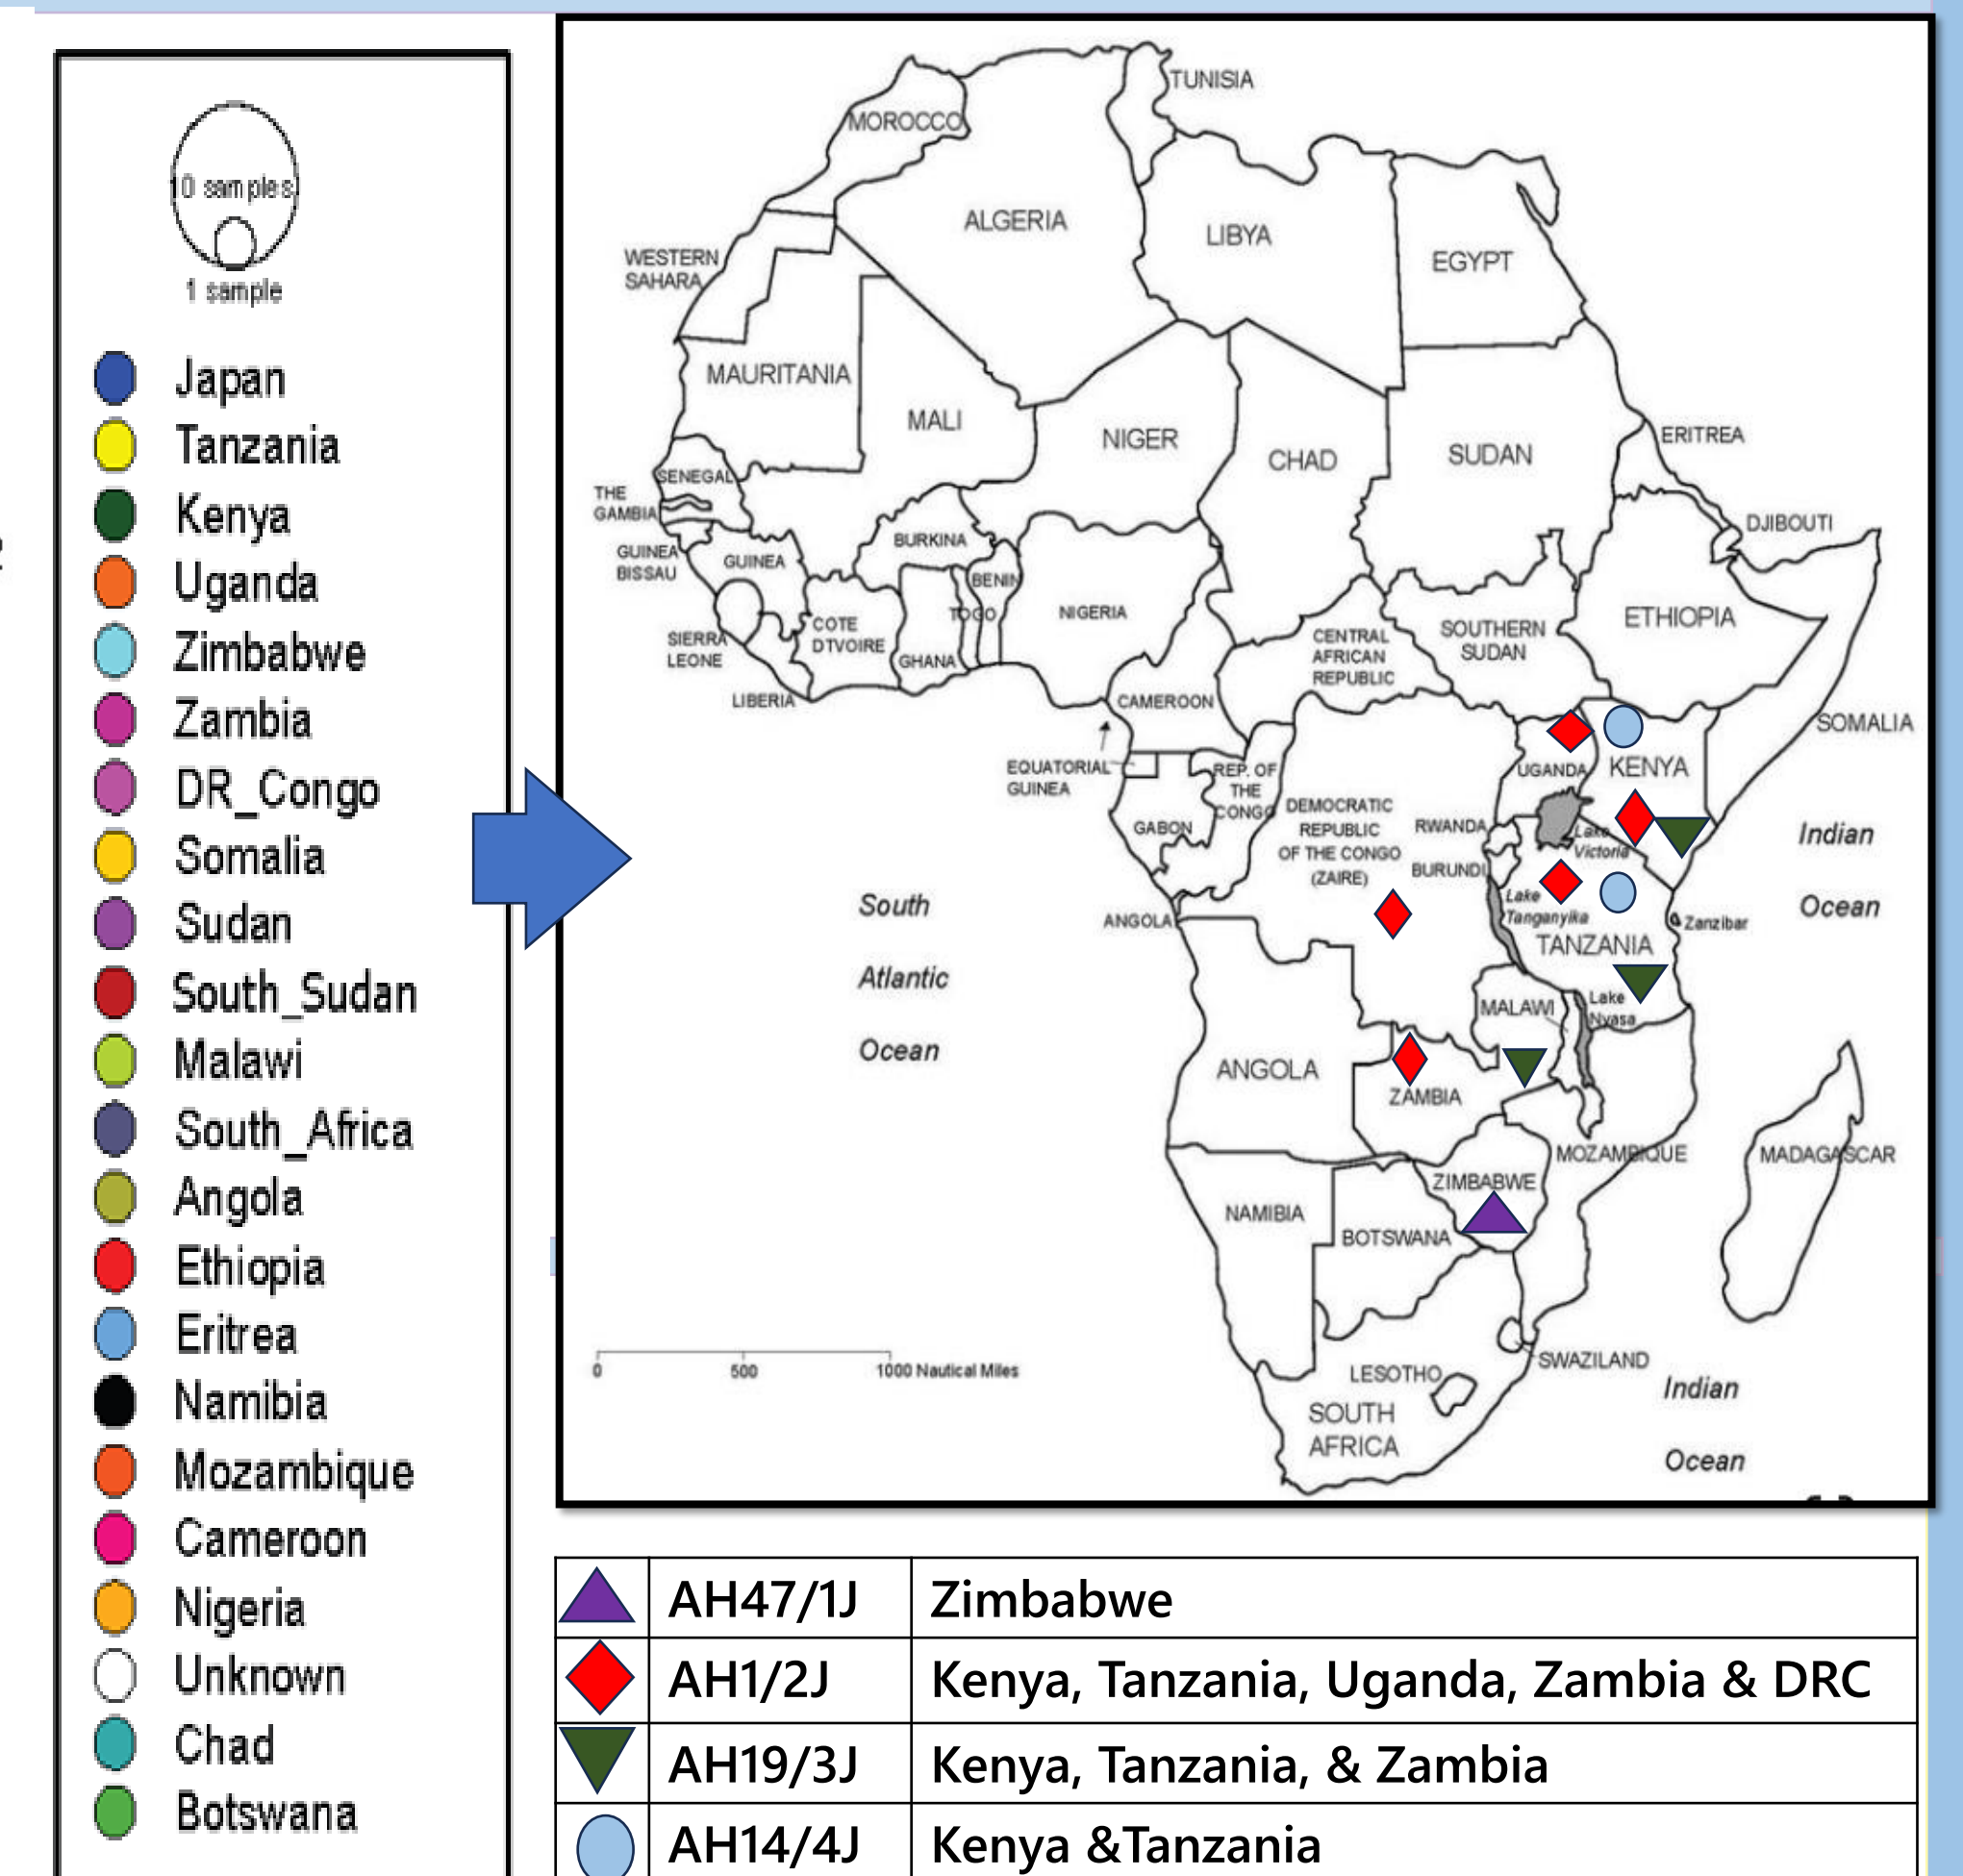 10 samples
1 sample
Japan
Tanzania
Kenya
Uganda
Zimbabwe
Zambia
DR_Congo
Somalia
Sudan
South_Sudan
Malawi
South_Africa
Angola
Ethiopia
Eritrea
Namibia
Mozambique
Cameroon
Nigeria
Unknown
Chad
Botswana
TUNISIA
MOROCCO
ALGERIA
LIBYA
EGYPT
WESTERN
SAHARA
MAURITANIA
MALI
NIGER
CHAD
SUDAN
ERITREA
SENEGAL
THE
GAMBIA
DJIBOUTI
GUINEA
BISSAU
GUINEA
BURKINA
BENIN
TOGO
NIGERIA
ETHIOPIA
SIERRA
LEONE
COTE
DTVOIRE
GHANA
LIBERIA
CENTRAL
AFRICAN
REPUBLIC
SOUTHERN
SUDAN
CAMEROON
SOMALIA
EQUATORIAL
GUINEA
REP. OF
THE
CONGO
UGANDA
KENYA
GABON
DEMOCRATIC
REPUBLIC
OF THE CONGO
(ZAIRE)
RWANDA
BURUNDI
Lake
Victoria
Indian
Ocean
Lake
Tanganyika
Zanzibar
TANZANIA
South
Atlantic
Ocean
ANGOLA
MALAWI
Lake
Nyasa
ANGOLA
ZAMBIA
MOZAMBIQUE
MADAGASCAR
ZIMBABWE
NAMIBIA
BOTSWANA
0 500 1000 Nautical Miles
SWAZILAND
LESOTHO
SOUTH
AFRICA
Indian
Ocean
AH47/1J Zimbabwe
AH1/2J Kenya, Tanzania, Uganda, Zambia & DRC
AH19/3J Kenya, Tanzania, & Zambia
AH14/4J Kenya &Tanzania